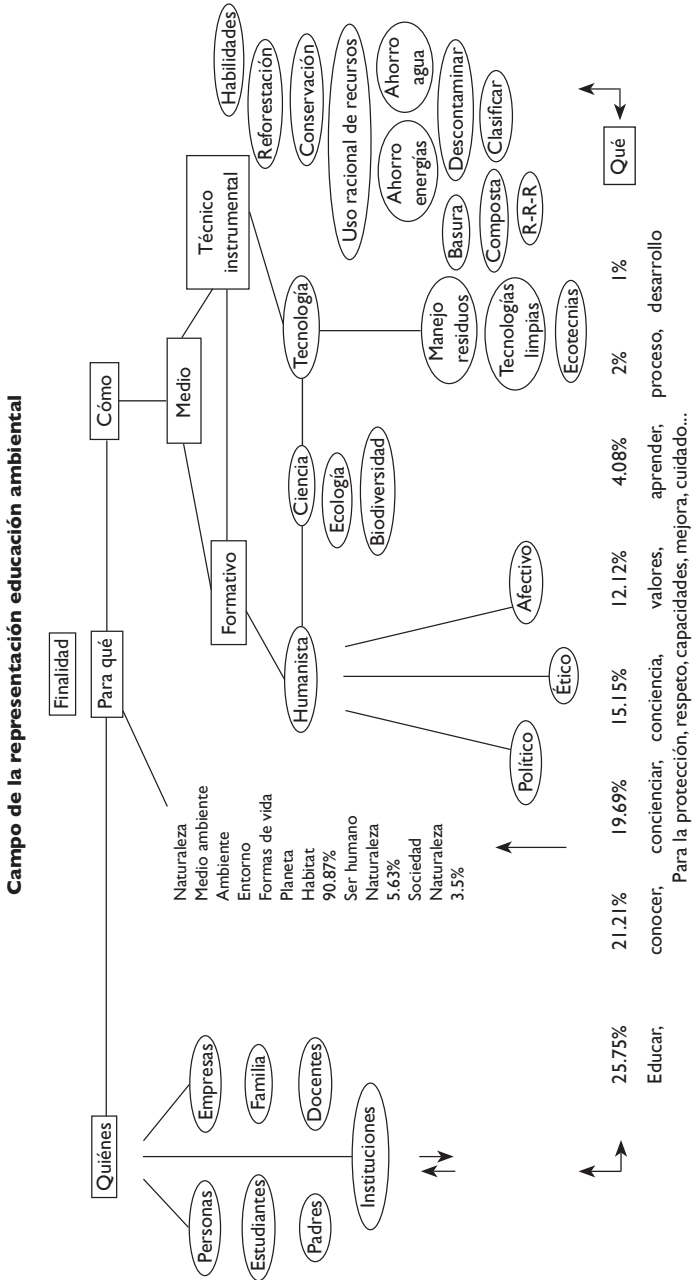 Campo de la representación educación ambiental
Finalidad
Quiénes
Para qué
Cómo
Personas
Empresas
Estudiantes
Familia
Padres
Docentes
Instituciones
Naturaleza
Medio ambiente
Ambiente
Entorno
Formas de vida
Planeta
Habitat
90.87%
Ser humano
Naturaleza
5.63%
Sociedad
Naturaleza
3.5%
Medio
Formativo
Técnico
instrumental
Humanista
Ciencia
Tecnología
Ecología
Biodiversidad
Político
Ético
Afectivo
Manejo
residuos
Tecnologías
limpias
Ecotecnias
Habilidades
Reforestación
Conservación
Uso racional de recursos
Ahorro
energías
Ahorro
agua
Basura
Descontaminar
Composta
Clasificar
R-R-R
Qué
25.75% 21.21% 19.69% 15.15% 12.12% 4.08% 2% 1%
Educar, conocer, concienciar, conciencia, valores, aprender, proceso, desarrollo
Para la protección, respeto, capacidades, mejora, cuidado...